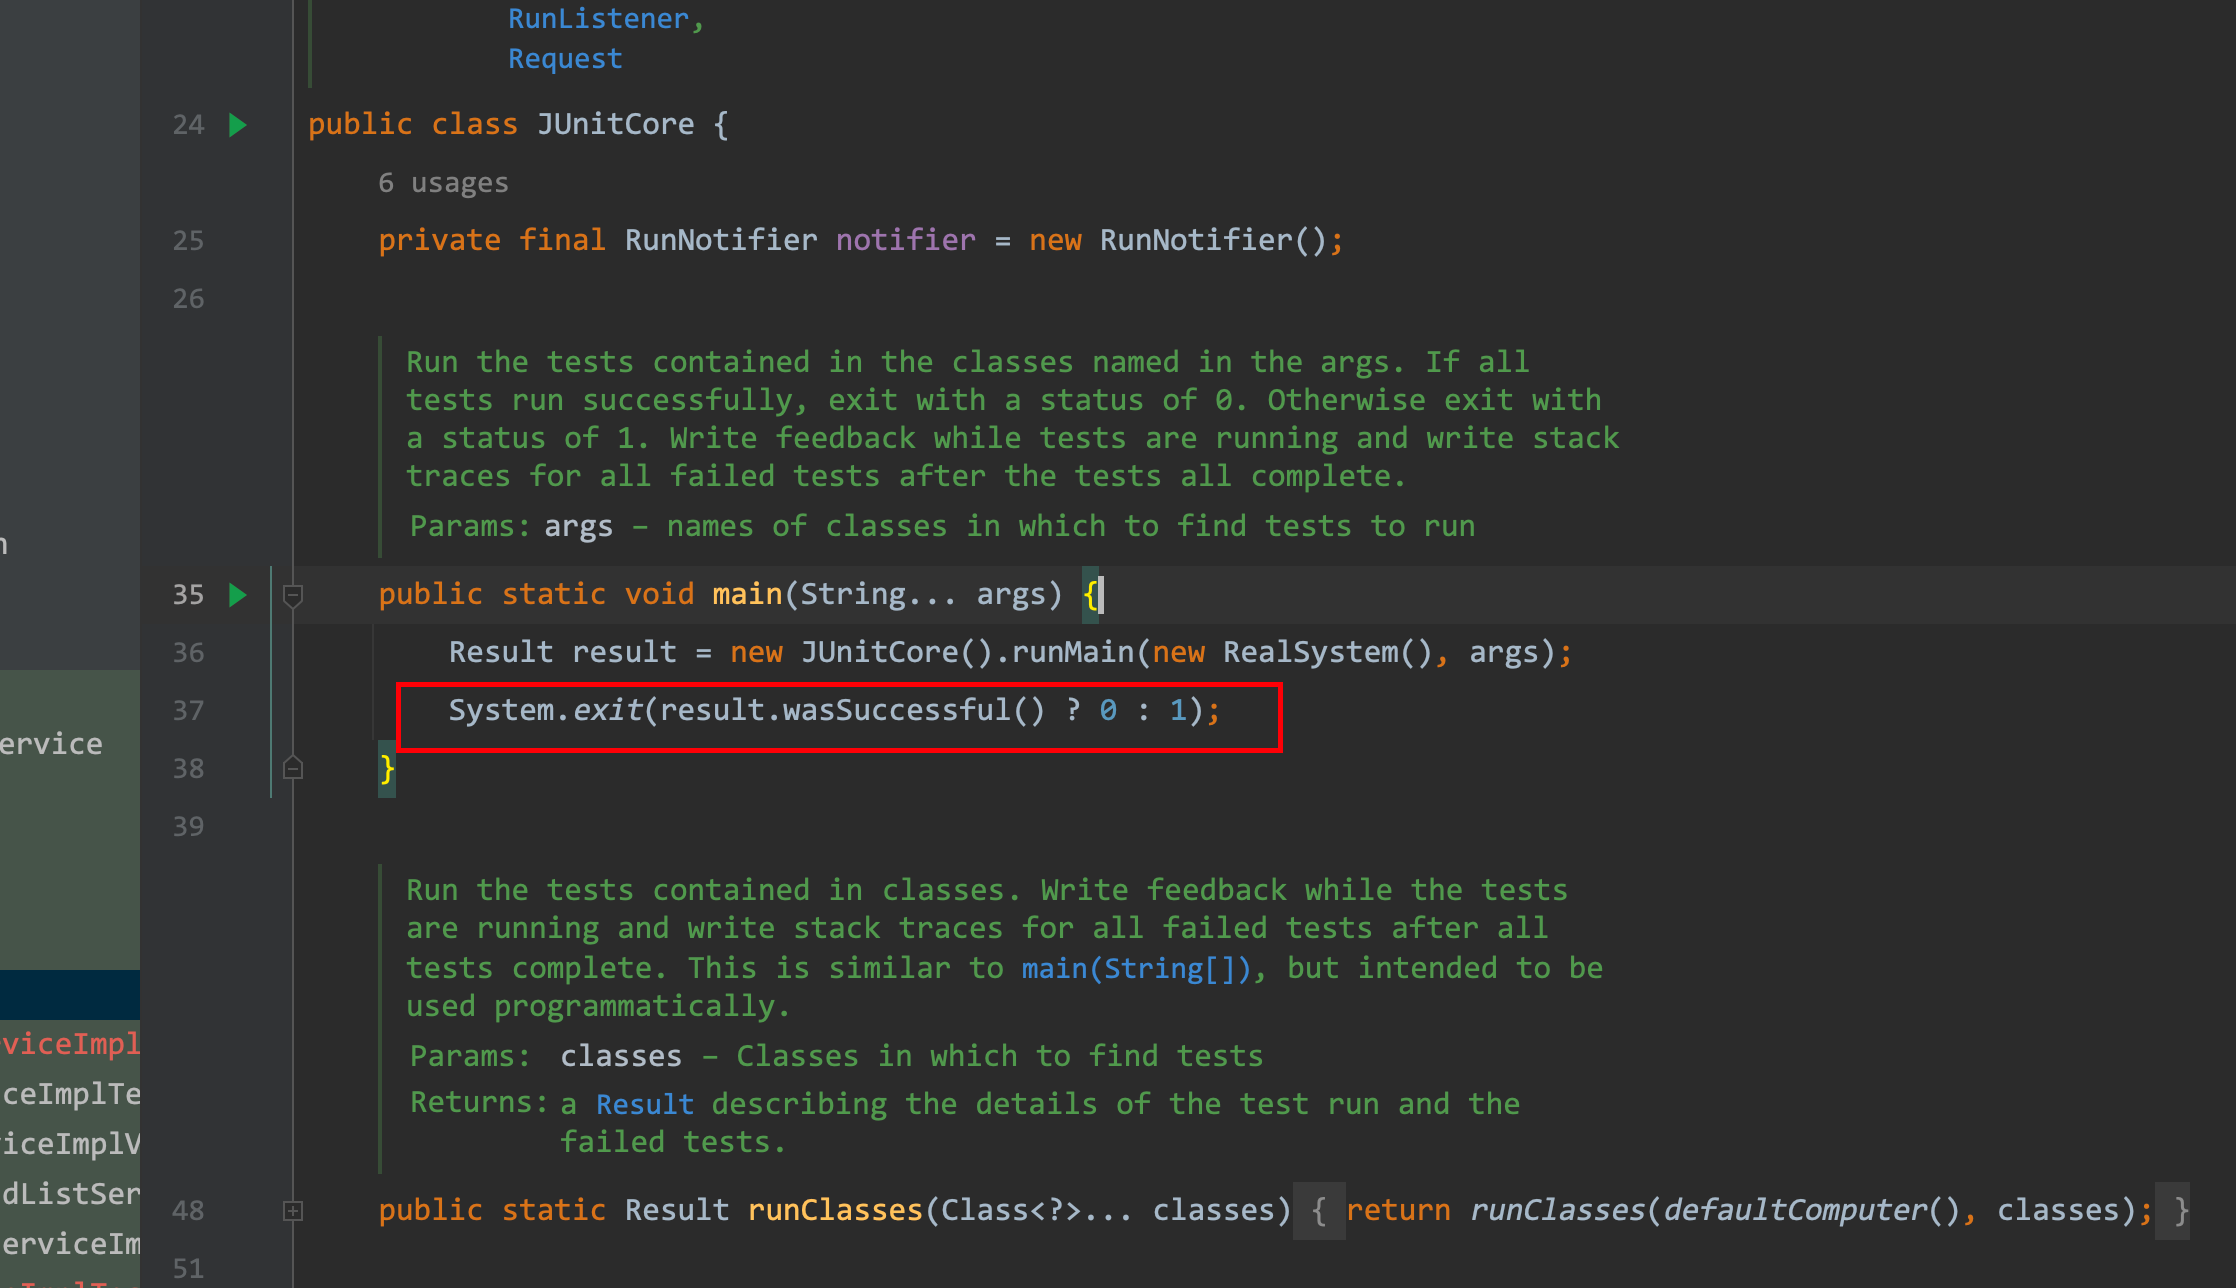 RunListener,
Request
24 public class JUnitCore {
6 usages
25 private final RunNotifier notifier = new RunNotifier();
26
Run the tests contained in the classes named in the args. If all
tests run successfully, exit with a status of 0. Otherwise exit with
a status of 1. Write feedback while tests are running and write stack
traces for all failed tests after the tests all complete.
Params: args – names of classes in which to find tests to run
n
35 public static void main(String... args) {
36 Result result = new JUnitCore().runMain(new RealSystem(), args);
37 System.exit(result.wasSuccessful() ? 0 : 1);
ervice
38 }
39
Run the tests contained in classes. Write feedback while the tests
are running and write stack traces for all failed tests after all
tests complete. This is similar to main(String[]), but intended to be
used programmatically.
viceImpl
Params: classes – Classes in which to find tests
ceImplTe
Returns: a Result describing the details of the test run and the
failed tests.
iceImplV
dListSer
48 public static Result runClasses(Class<?>... classes) { return runClasses(defaultComputer(), classes); }
erviceIm
51